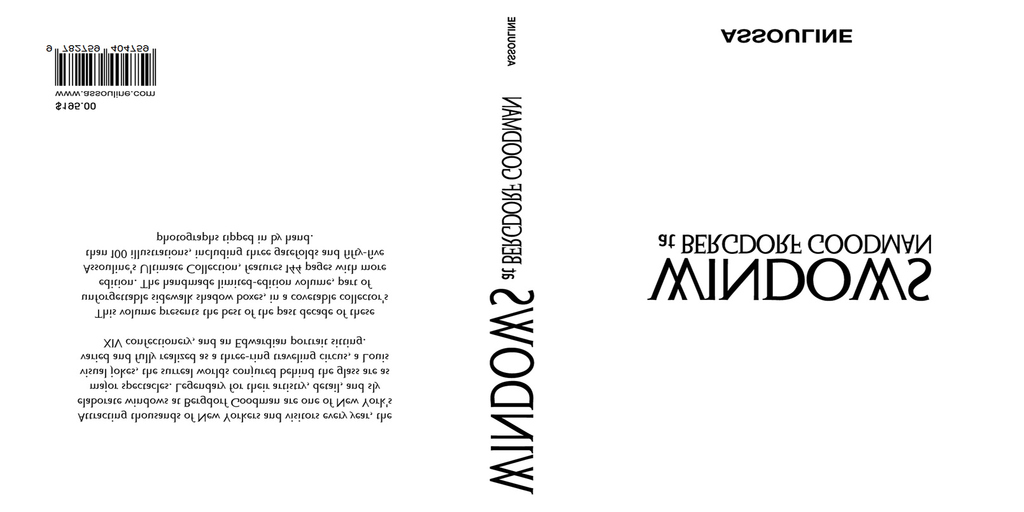 Attracting thousands of New Yorkers and visitors every year, the
elaborate windows at Bergdorf Goodman are one of New York's
major spectacles. Legendary for their artistry, detail, and sly
visual jokes, the surreal worlds conjured behind the glass are as
varied and fully realized as a three-ring traveling circus, a Louis
XIV confectionery, and an Edwardian portrait sitting.
This volume presents the best of the past decade of these
unforgettable sidewalk shadow boxes, in a covetable collector's
edition. The handmade limited-edition volume, part of
Assouline's Ultimate Collection, features 144 pages with more
than 100 illustrations, including three gatefolds and fifty-five
photographs tipped in by hand.
$195.00
www.assouline.com
9 782759 404759
WINDOWS at BERGDORF GOODMAN
ASSOULINE
WINDOWS
at BERGDORF GOODMAN
ASSOULINE